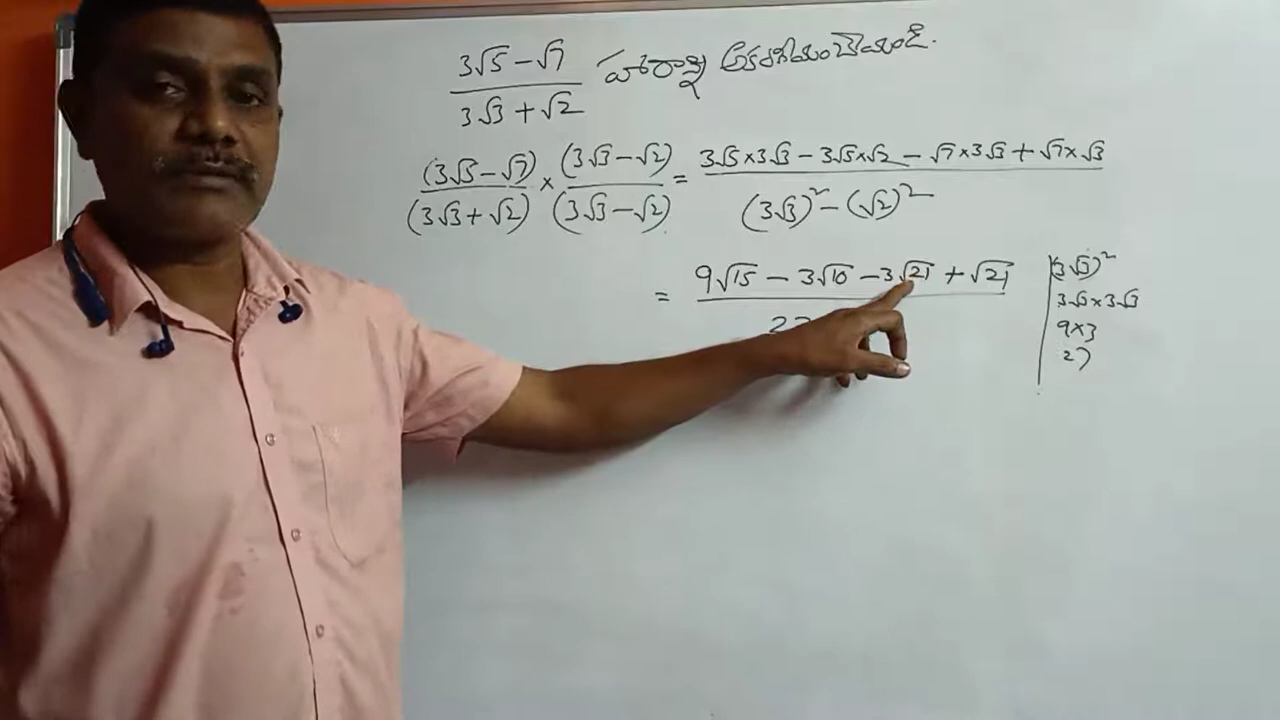 (3√5 − √7)/(3√3 + √2) హారాన్ని అకరణీయం చేయండి.
(3√5 − √7)/(3√3 + √2) × (3√3 − √2)/(3√3 − √2) = (3√5 × 3√3 − 3√5 × √2 − √7 × 3√3 + √7 × √3)/((3√3)² − (√2)²)
= (9√15 − 3√10 − 3√21 + √21)/27
(3√3)²
3√3 × 3√3
9×3
27